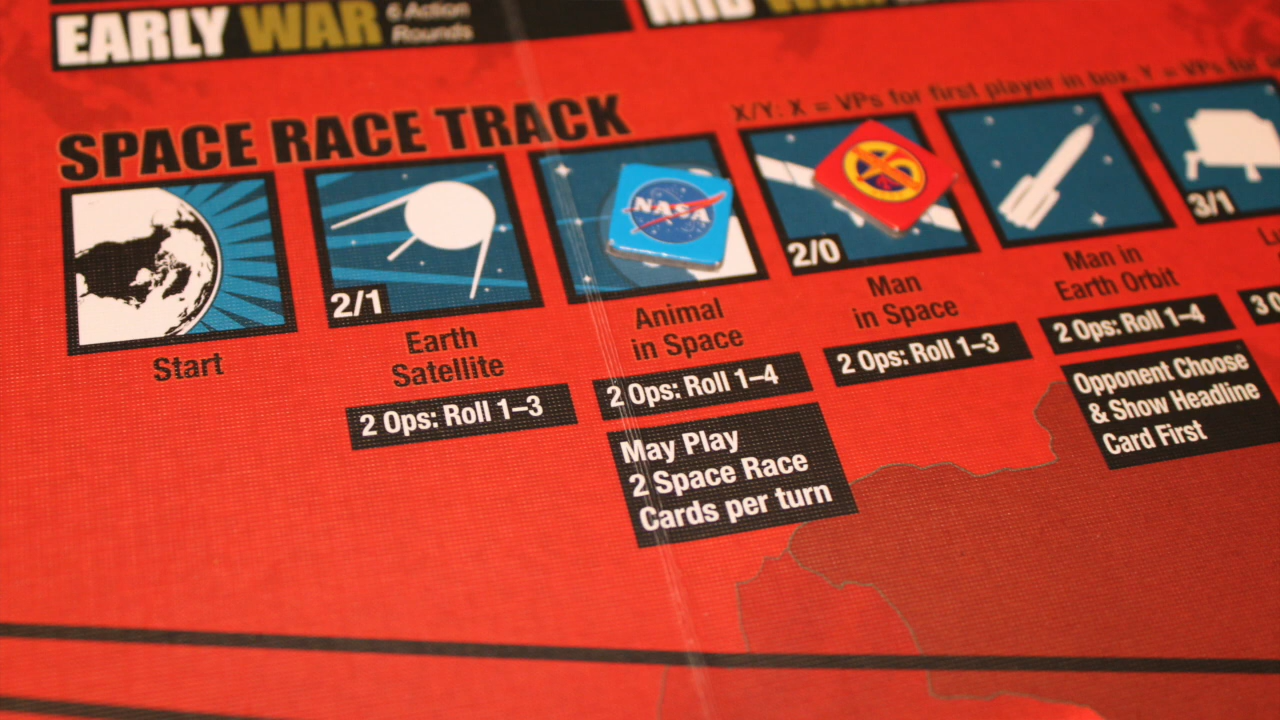 EARLY WAR
6 Action
Rounds
MID WAR
SPACE RACE TRACK
X/Y: X = VPs for first player in box. Y = VPs for
2/1
NASA
2/0
3/1
Start
Earth
Satellite
Animal
in Space
Man
in Space
Man in
Earth Orbit
2 Ops: Roll 1–3
2 Ops: Roll 1–4
2 Ops: Roll 1–3
2 Ops: Roll 1–4
May Play
2 Space Race
Cards per turn
Opponent Choose
& Show Headline
Card First